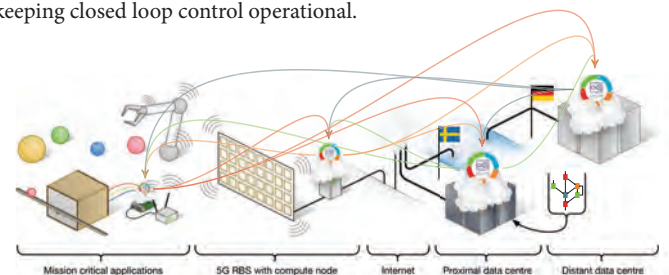 keeping closed loop control operational.
Mission critical applications
5G RBS with compute node
Internet
Proximal data centre
Distant data centre